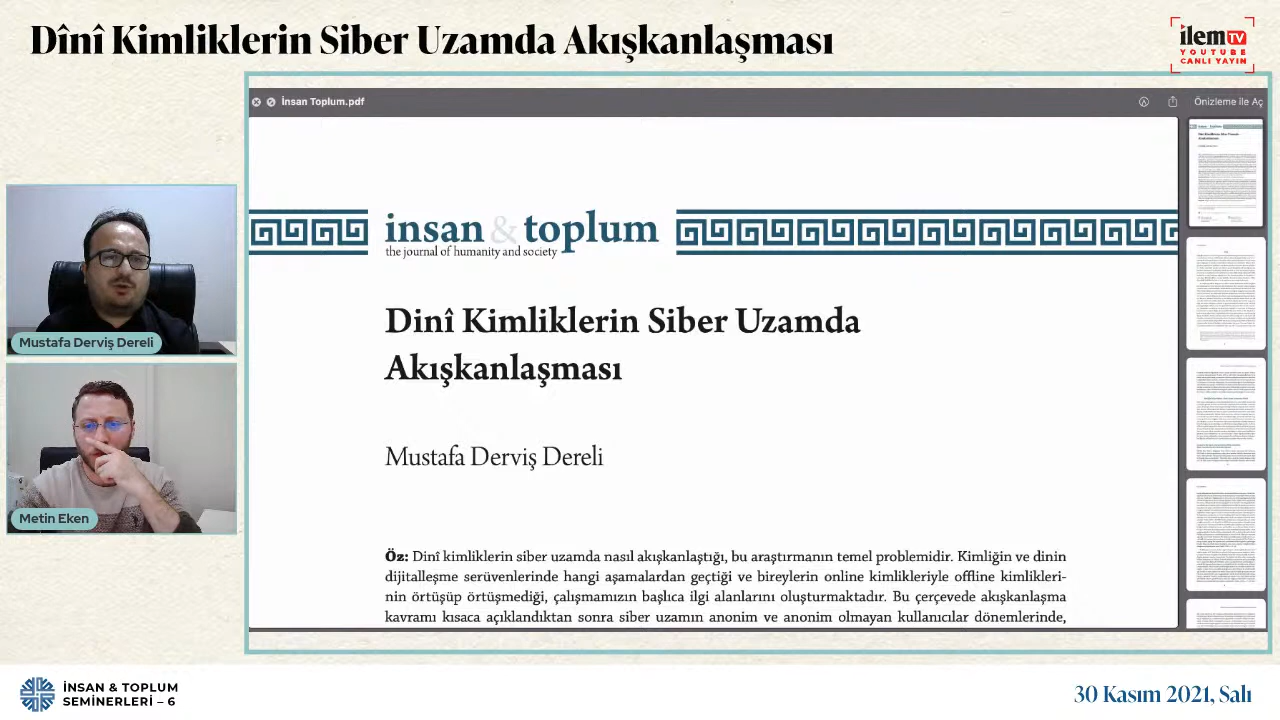 Dînî Kimliklerin Siber Uzamda Akışkanlaşması
ilem TV
YOUTUBE
CANLI YAYIN
İnsan Toplum.pdf
Önizleme ile Aç
insan & toplum
the journal of humanity and society
Dinî Kimliklerin Siber Uzamda
Akışkanlaşması
Mustafa Derviş Dereli
Öz: Dinî kimliklerin siber uzamda nasıl akışkanlaştığı, bu araştırmanın temel problemidir. Kimliğin ve dinin
dijitalleşme serüveninde hangi aşamalardan geçtiği ve bireylerin online kimlikleriyle offline kimlikleri-
nin örtüşüp örtüşmediği, çalışmamızın başlıca ilgi alanlarını oluşturmaktadır. Bu çerçevede akışkanlaşma
kavramı kısaca açıklandıktan sonra siber uzamın anonim ve anonim olmayan kullanıcılar dönemlerinde,
Mustafa Derviş Dereli
Metin Eken
İNSAN & TOPLUM
SEMİNERLERİ – 6
30 Kasım 2021, Salı